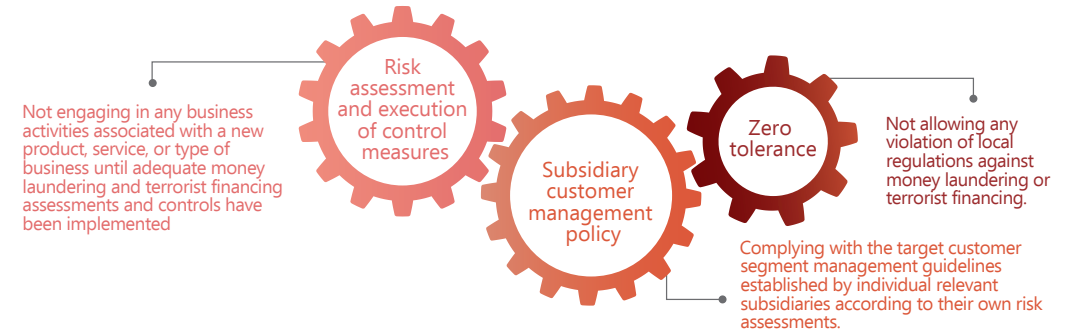 Risk
assessment
and execution
of control
measures
Not engaging in any business
activities associated with a new
product, service, or type of
business until adequate money
laundering and terrorist financing
assessments and controls have
been implemented
Subsidiary
customer
management
policy
Complying with the target customer
segment management guidelines
established by individual relevant
subsidiaries according to their own risk
assessments.
Zero
tolerance
Not allowing any
violation of local
regulations against
money laundering or
terrorist financing.